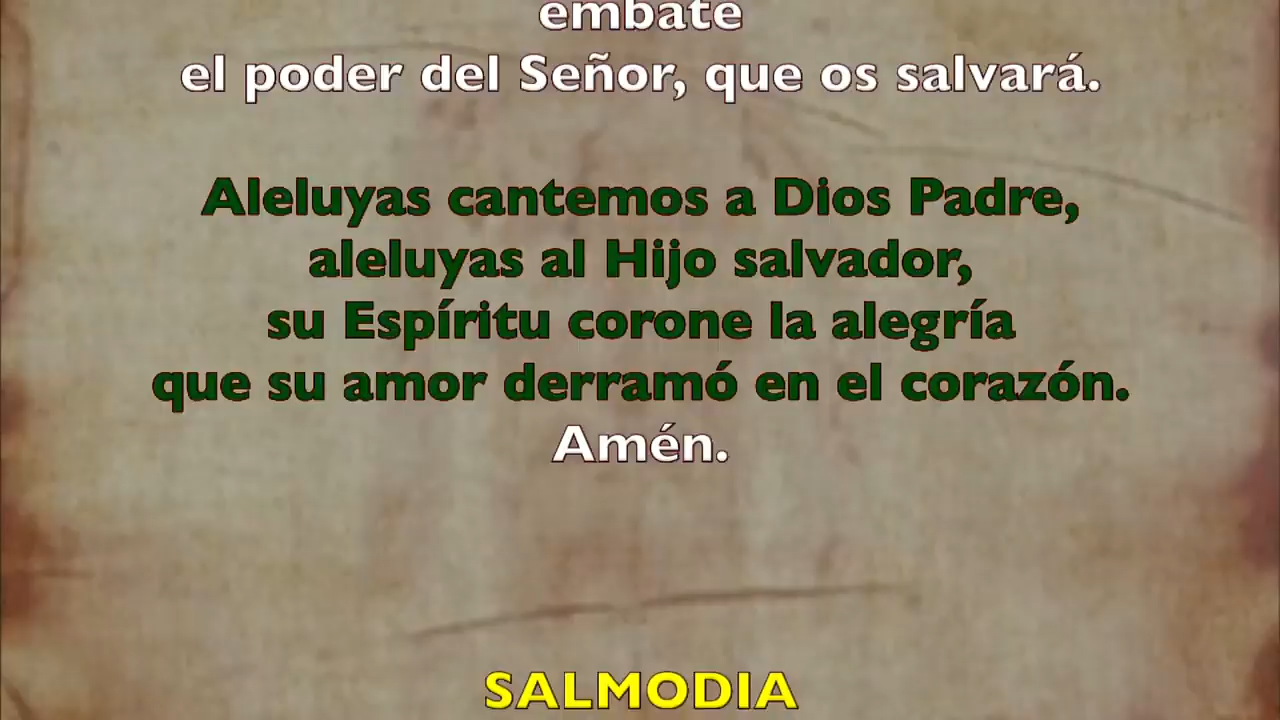 embate
el poder del Señor, que os salvará.
Aleluyas cantemos a Dios Padre,
aleluyas al Hijo salvador,
su Espíritu corone la alegría
que su amor derramó en el corazón.
Amén.
SALMODIA